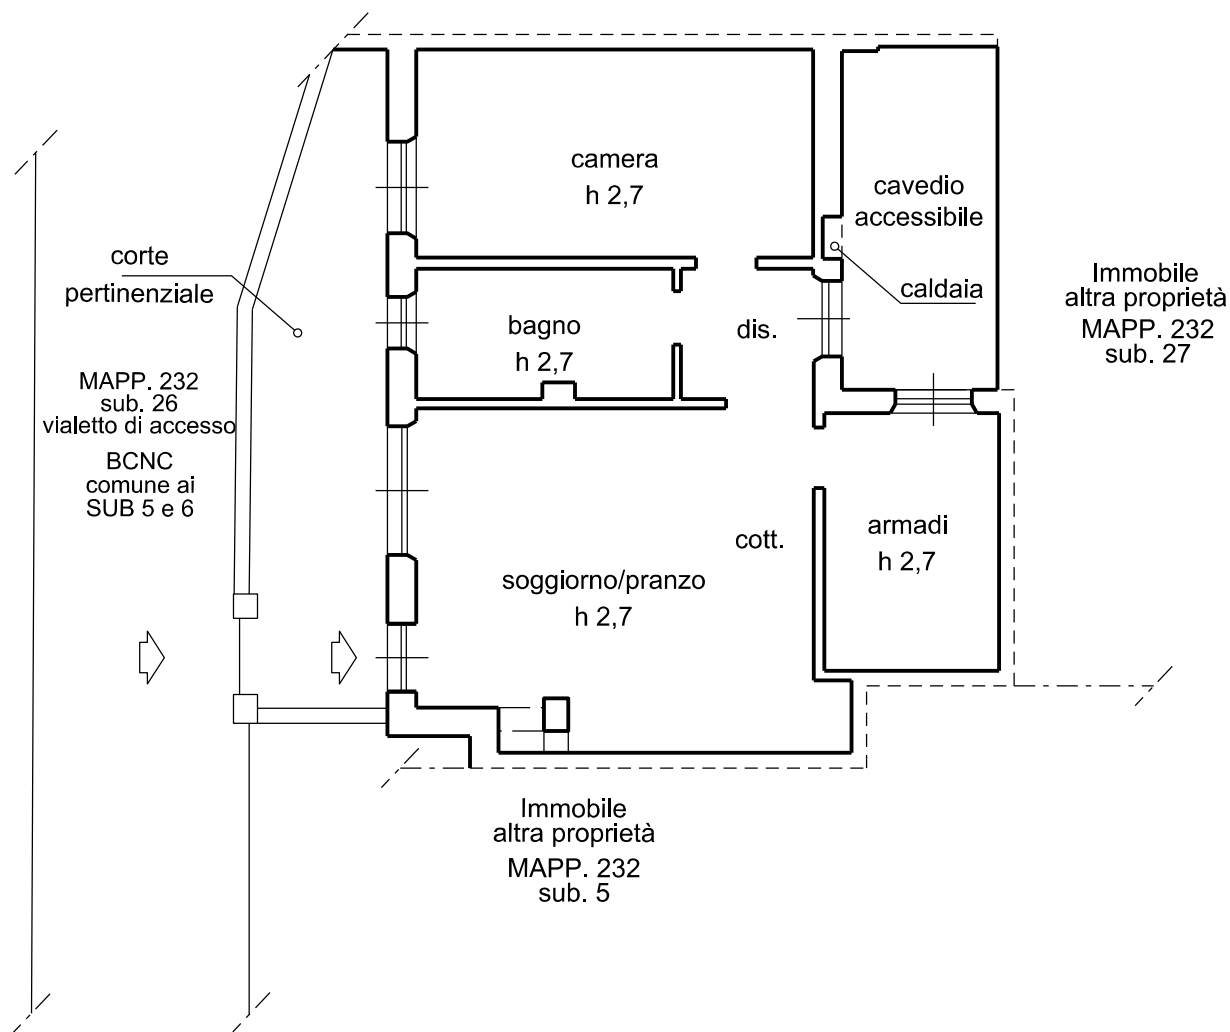 camera
h 2,7
cavedio
accessibile
corte
pertinenziale
caldaia
Immobile
altra proprietà
MAPP. 232
sub. 27
bagno
h 2,7
dis.
MAPP. 232
sub. 26
vialetto di accesso
BCNC
comune ai
SUB 5 e 6
armadi
h 2,7
cott.
soggiorno/pranzo
h 2,7
Immobile
altra proprietà
MAPP. 232
sub. 5